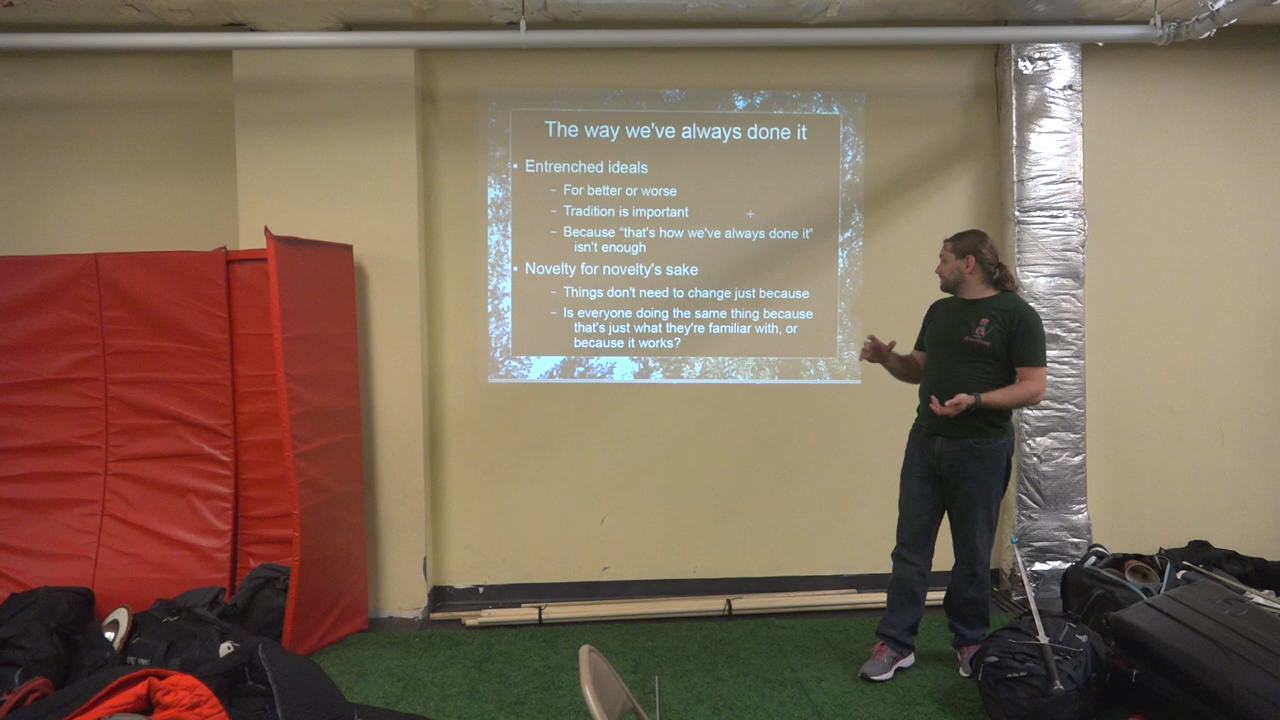 The way we've always done it
• Entrenched ideals
– For better or worse
– Tradition is important
– Because “that's how we've always done it”
isn't enough
• Novelty for novelty's sake
– Things don't need to change just because
– Is everyone doing the same thing because
that's just what they're familiar with, or
because it works?